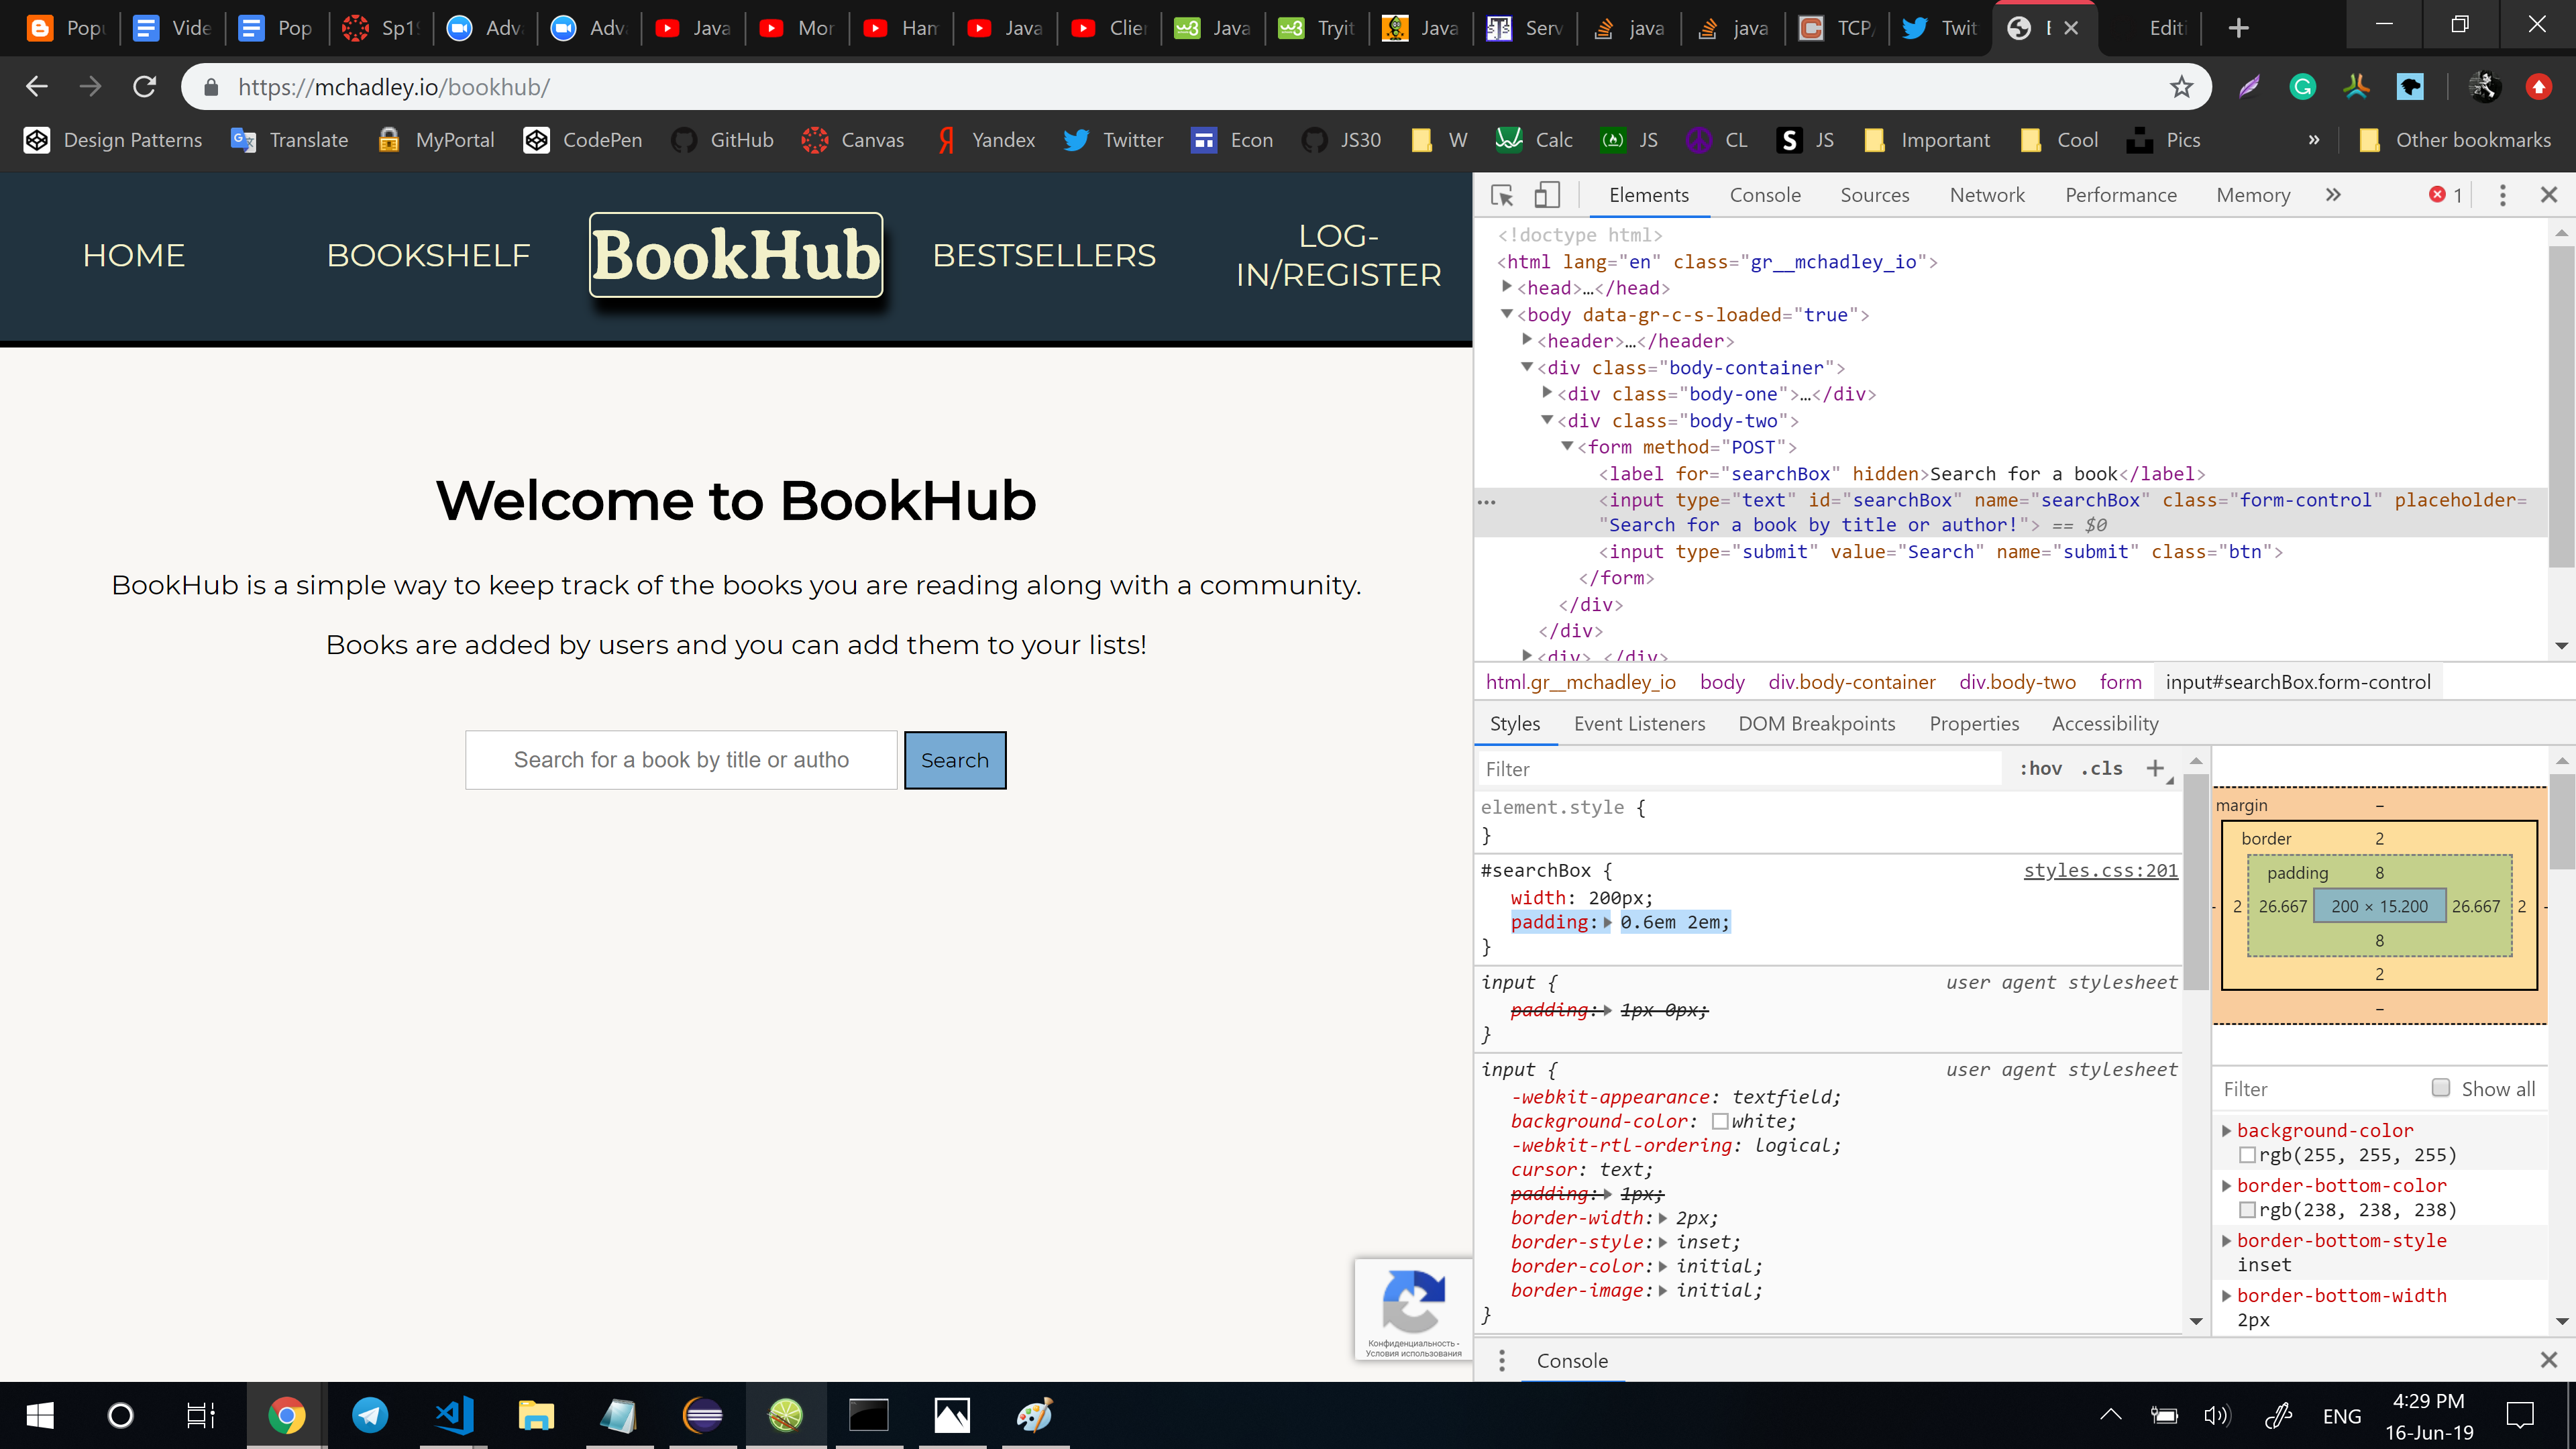 Popu Vide Pop Sp1 Adva Adva Java Mor Ham Java Clien Java Tryit Java Serv java java TCP/ Twit Editi
https://mchadley.io/bookhub/
Design Patterns Translate MyPortal CodePen GitHub Canvas Yandex Twitter Econ JS30 W Calc JS CL JS Important Cool Pics » Other bookmarks
HOME BOOKSHELF BookHub BESTSELLERS LOG-
IN/REGISTER
Welcome to BookHub
BookHub is a simple way to keep track of the books you are reading along with a community.
Books are added by users and you can add them to your lists!
Search for a book by title or autho Search
Конфиденциальность -
Условия использования
Elements Console Sources Network Performance Memory » 1
<!doctype html>
<html lang="en" class="gr__mchadley_io">
<head>…</head>
<body data-gr-c-s-loaded="true">
<header>…</header>
<div class="body-container">
<div class="body-one">…</div>
<div class="body-two">
<form method="POST">
<label for="searchBox" hidden>Search for a book</label>
<input type="text" id="searchBox" name="searchBox" class="form-control" placeholder=
"Search for a book by title or author!"> == $0
<input type="submit" value="Search" name="submit" class="btn">
</form>
</div>
</div>
<div> </div>
html.gr__mchadley_io body div.body-container div.body-two form input#searchBox.form-control
Styles Event Listeners DOM Breakpoints Properties Accessibility
Filter :hov .cls +
element.style {
}
#searchBox { styles.css:201
width: 200px;
padding: 0.6em 2em;
}
input { user agent stylesheet
padding: 1px 0px;
}
input { user agent stylesheet
-webkit-appearance: textfield;
background-color: white;
-webkit-rtl-ordering: logical;
cursor: text;
padding: 1px;
border-width: 2px;
border-style: inset;
border-color: initial;
border-image: initial;
}
margin –
border 2
padding 8
- 2 26.667 200 × 15.200 26.667 2 -
8
2
–
Filter Show all
background-color
rgb(255, 255, 255)
border-bottom-color
rgb(238, 238, 238)
border-bottom-style
inset
border-bottom-width
2px
Console
ENG 4:29 PM
16-Jun-19